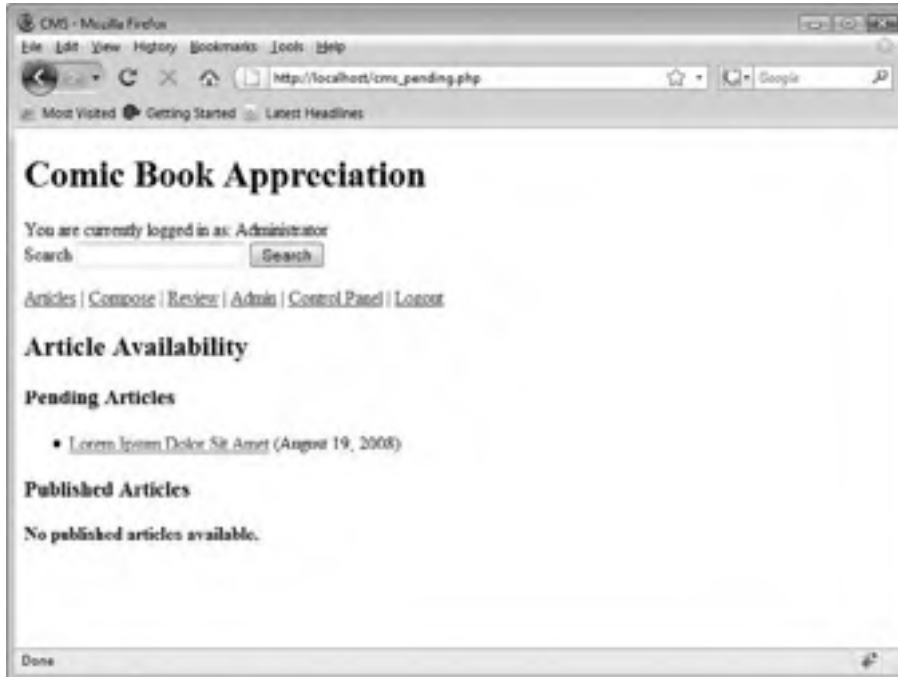 CMS - Mozilla Firefox
File Edit View History Bookmarks Tools Help
http://localhost/cms_pending.php Google
Most Visited Getting Started Latest Headlines
Comic Book Appreciation
You are currently logged in as: Administrator
Search Search
Articles | Compose | Review | Admin | Control Panel | Logout
Article Availability
Pending Articles
• Lorem Ipsum Dolor Sit Amet (August 19, 2008)
Published Articles
No published articles available.
Done